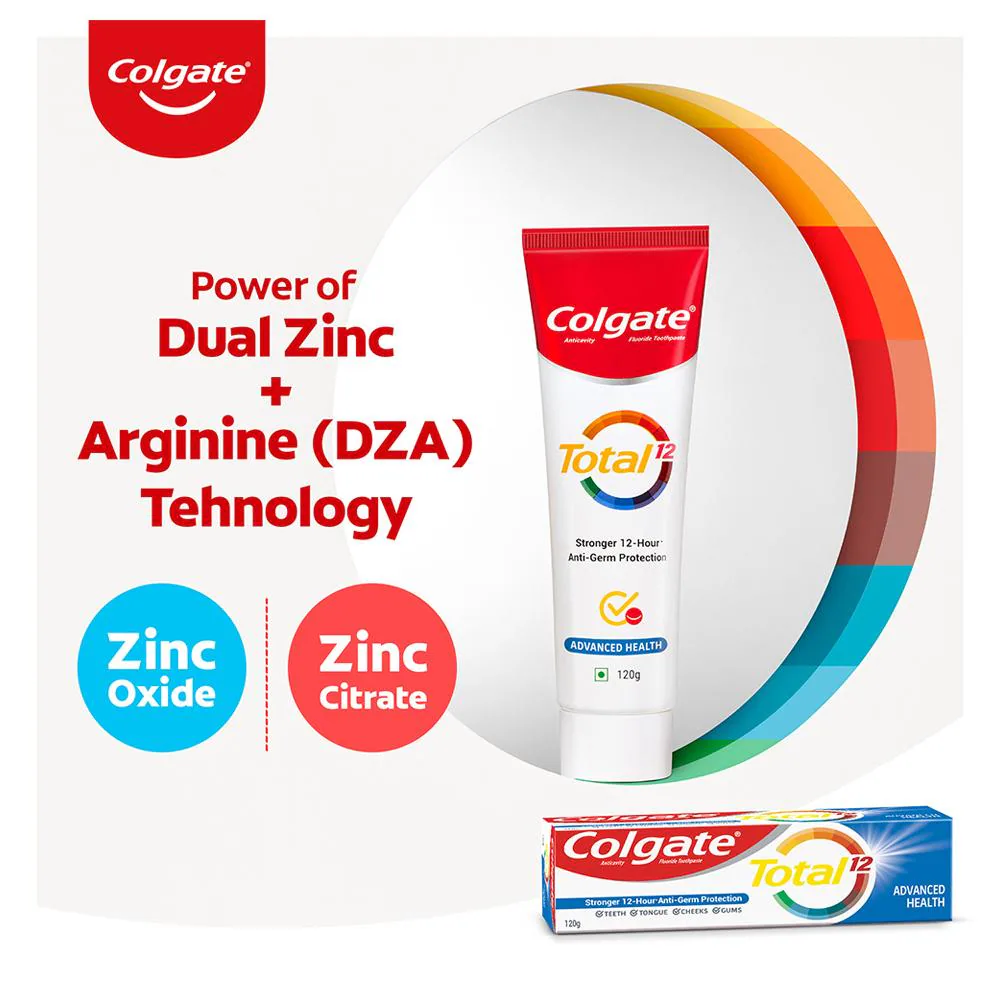 Colgate®
Power of
Dual Zinc
+
Arginine (DZA)
Tehnology
Zinc
Oxide
Zinc
Citrate
Colgate®
Anticavity Fluoride Toothpaste
Total 12
Stronger 12-Hour*
Anti-Germ Protection
ADVANCED HEALTH
120g
Colgate®
Anticavity Fluoride Toothpaste
Total 12
Stronger 12-Hour* Anti-Germ Protection
TEETH TONGUE CHEEKS GUMS
ADVANCED
HEALTH
120g